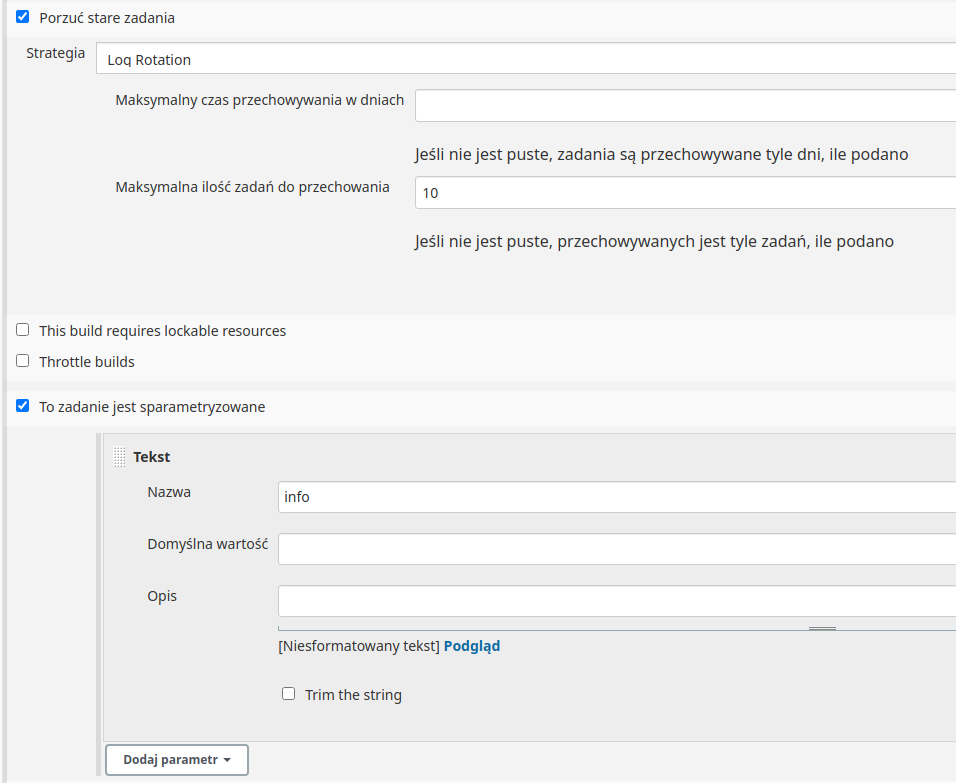 Porzuć stare zadania
Strategia
Log Rotation
Maksymalny czas przechowywania w dniach
Jeśli nie jest puste, zadania są przechowywane tyle dni, ile podano
Maksymalna ilość zadań do przechowania
10
Jeśli nie jest puste, przechowywanych jest tyle zadań, ile podano
This build requires lockable resources
Throttle builds
To zadanie jest sparametryzowane
Tekst
Nazwa
info
Domyślna wartość
Opis
[Niesformatowany tekst] Podgląd
Trim the string
Dodaj parametr